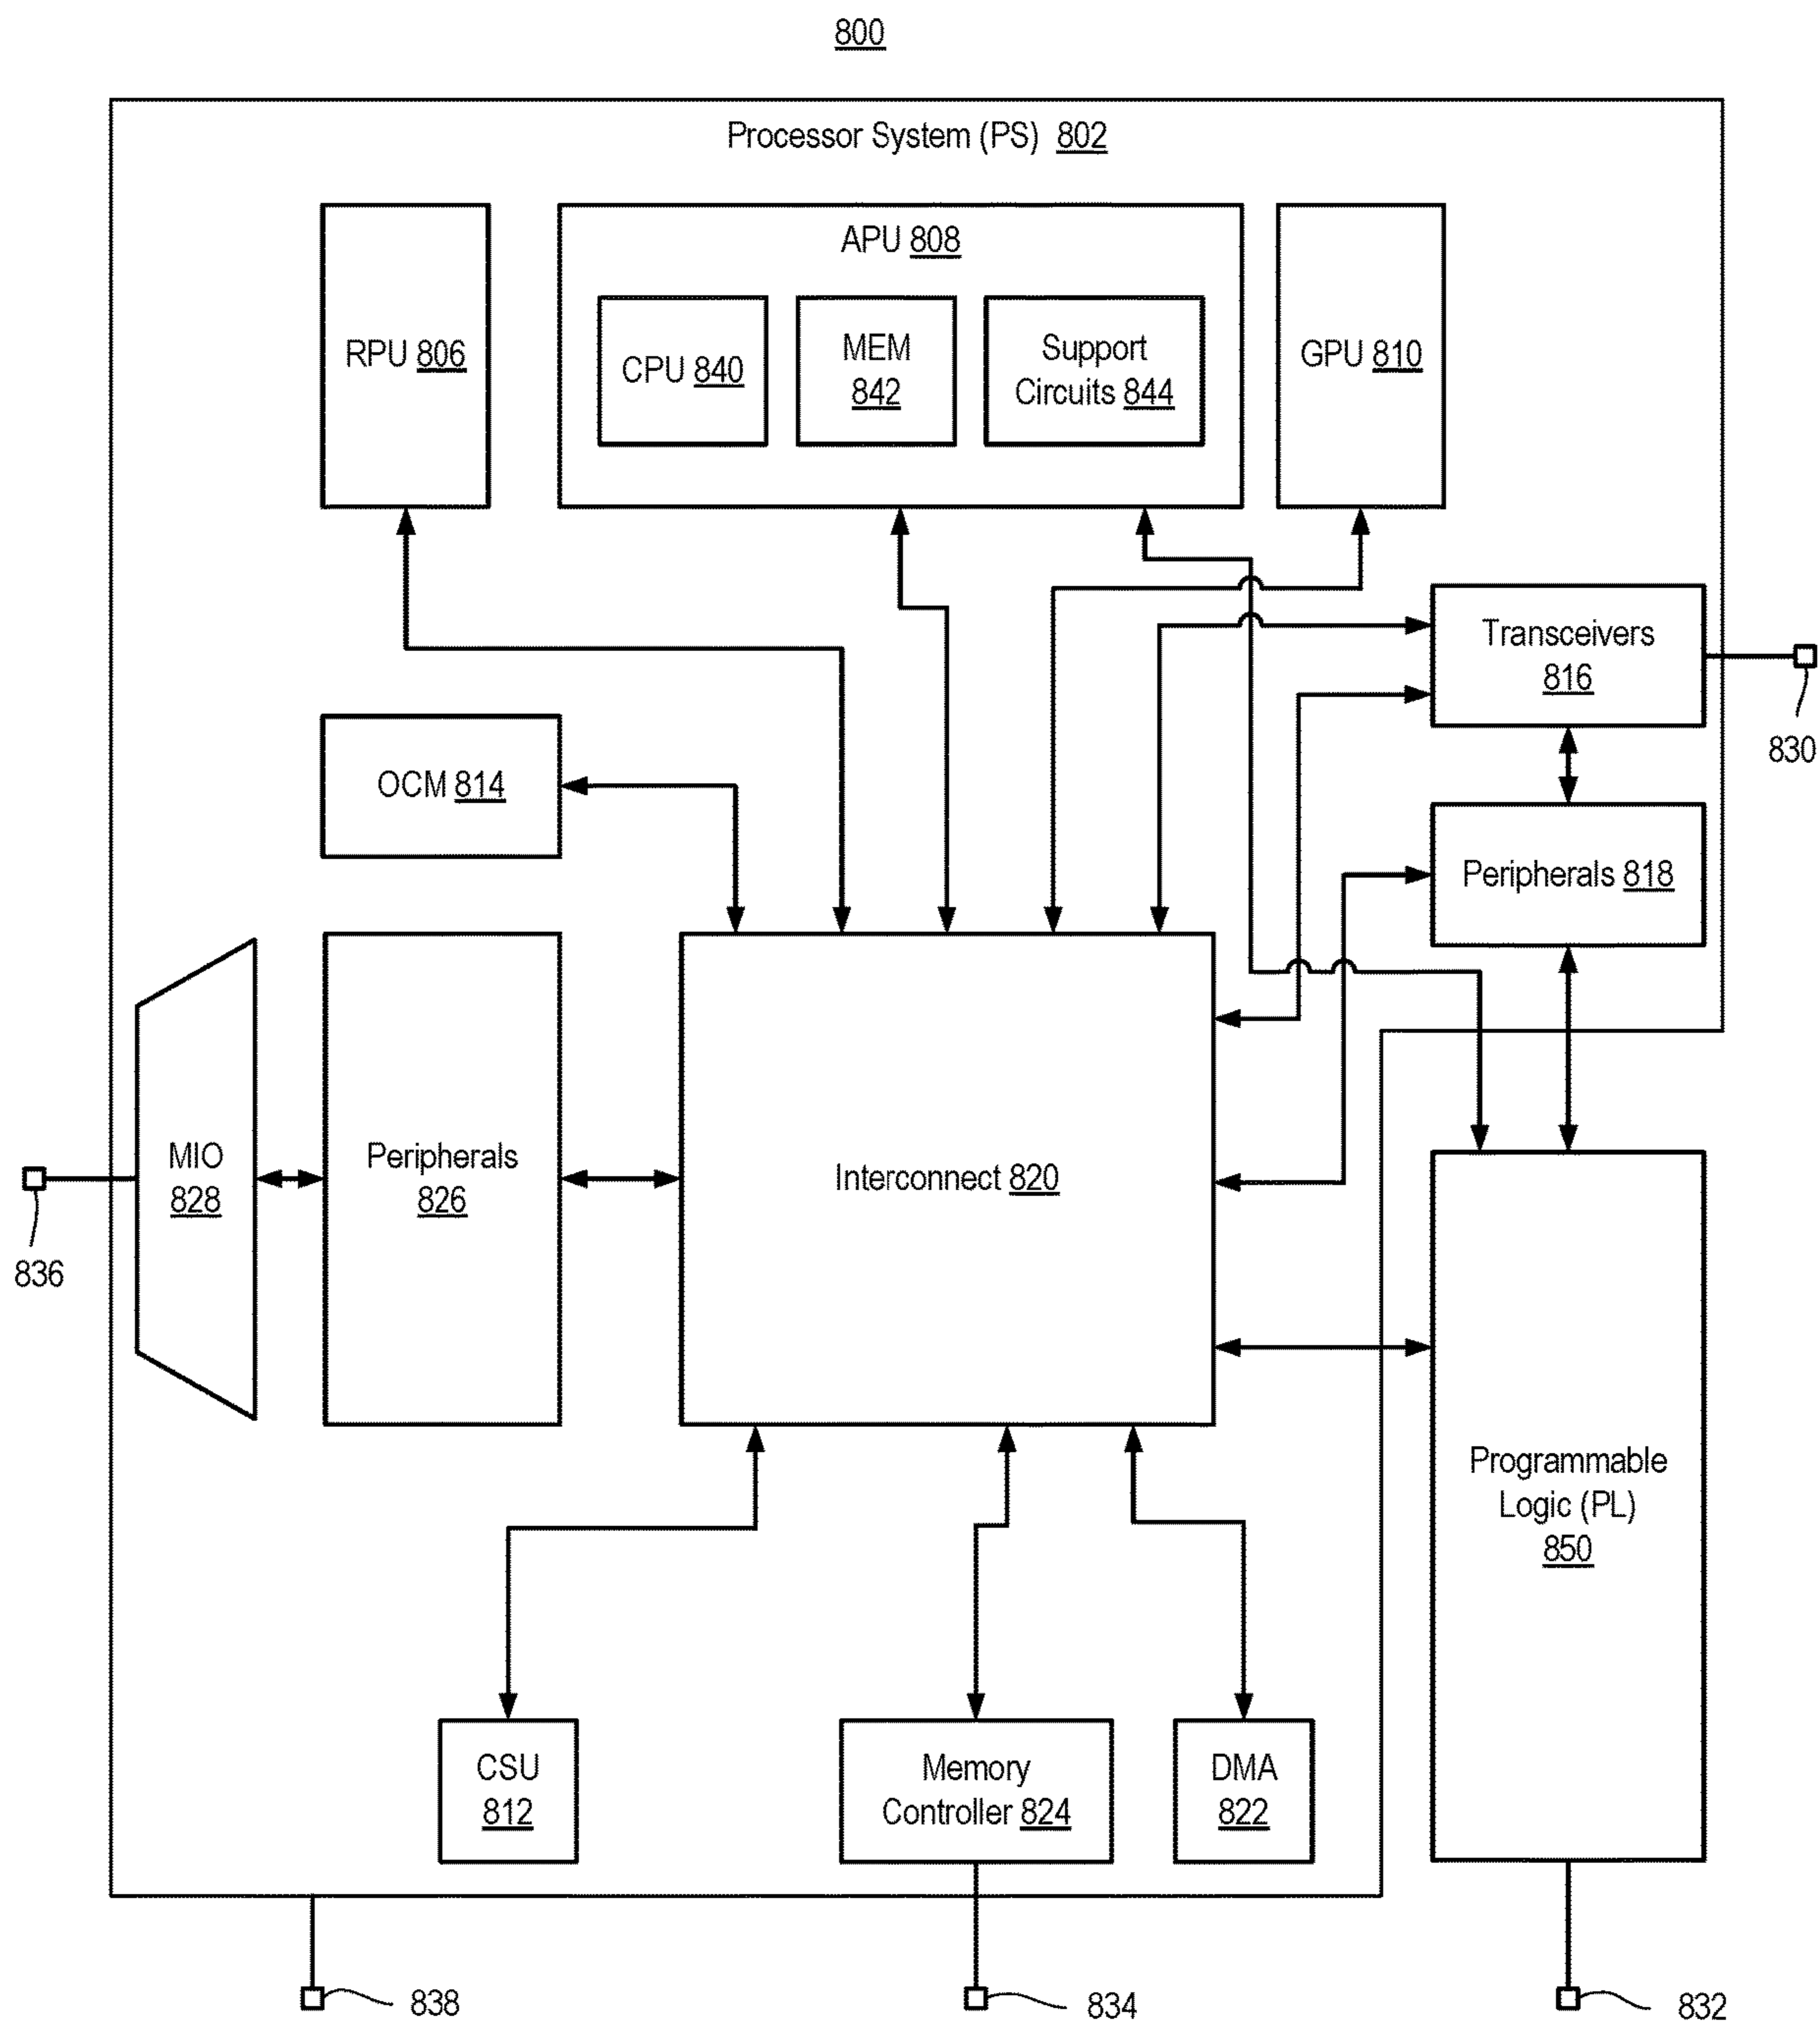 800
Processor System (PS) 802
APU 808
RPU 806
CPU 840
MEM
842
Support
Circuits 844
GPU 810
Transceivers
816
830
OCM 814
Peripherals 818
MIO
828
Peripherals
826
Interconnect 820
836
Programmable
Logic (PL)
850
CSU
812
Memory
Controller 824
DMA
822
838
834
832